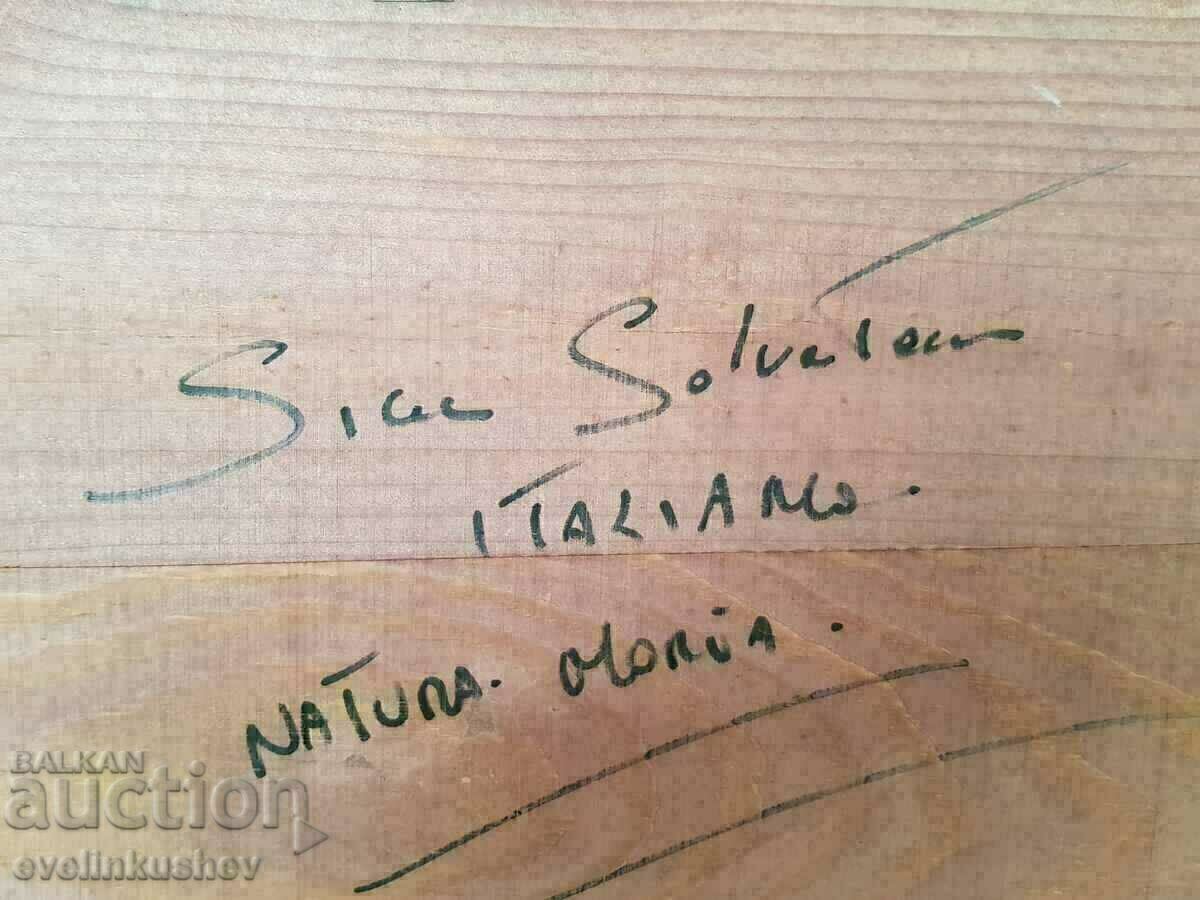 Sica Salvatore
ITALIANO.
NATURA. MORTA.
BALKAN
auction
evelinkushev